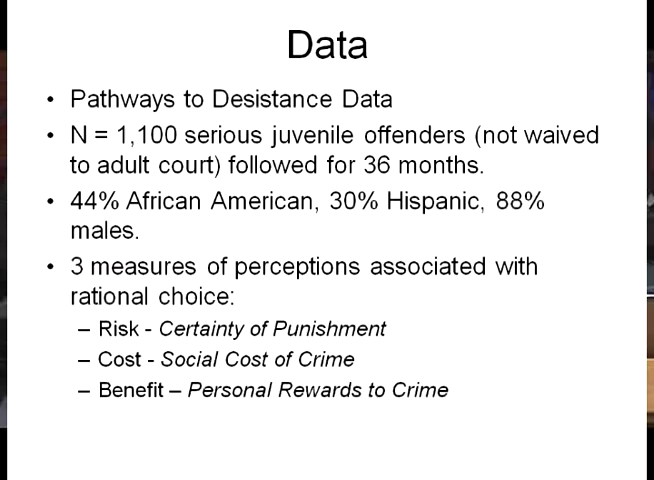 Data
• Pathways to Desistance Data
• N = 1,100 serious juvenile offenders (not waived
to adult court) followed for 36 months.
• 44% African American, 30% Hispanic, 88%
males.
• 3 measures of perceptions associated with
rational choice:
– Risk - Certainty of Punishment
– Cost - Social Cost of Crime
– Benefit – Personal Rewards to Crime